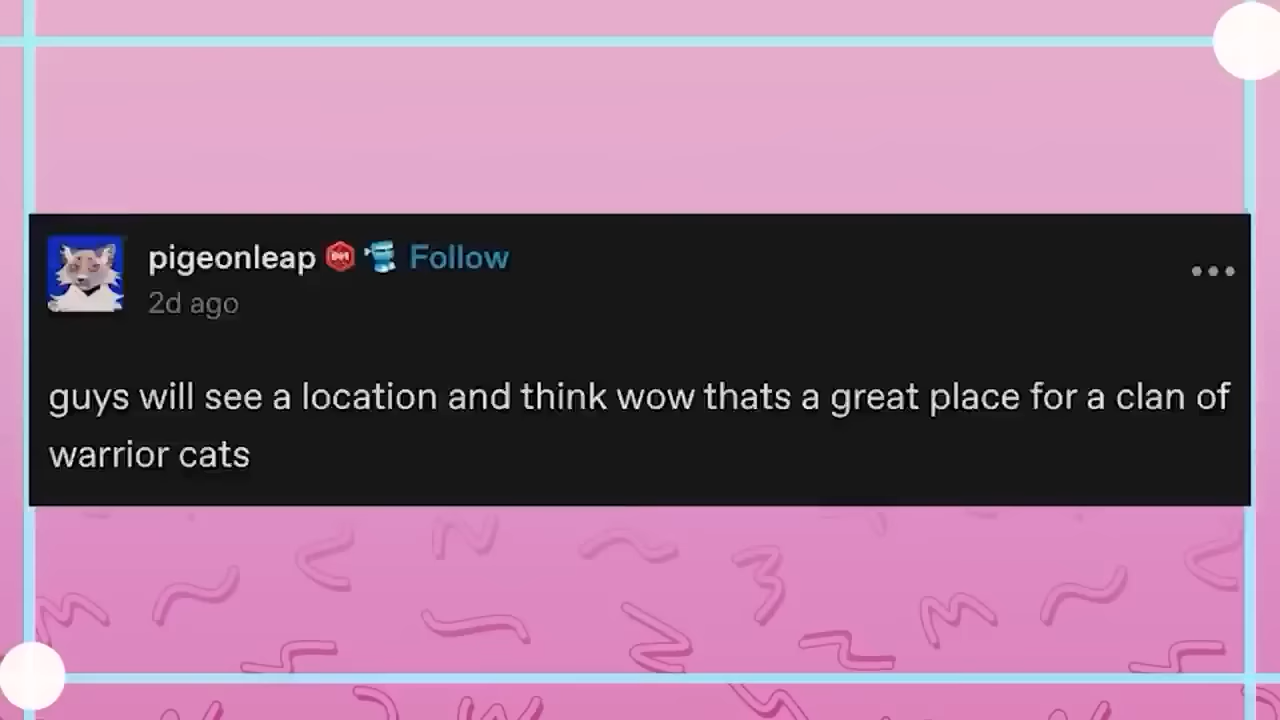 pigeonleap Follow
2d ago
guys will see a location and think wow thats a great place for a clan of
warrior cats